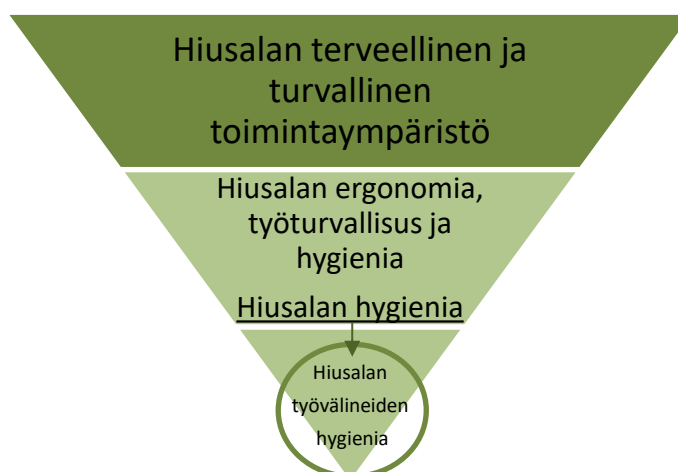 Hiusalan terveellinen ja
turvallinen
toimintaympäristö
Hiusalan ergonomia,
työturvallisus ja
hygienia
Hiusalan hygienia
Hiusalan
työvälineiden
hygienia